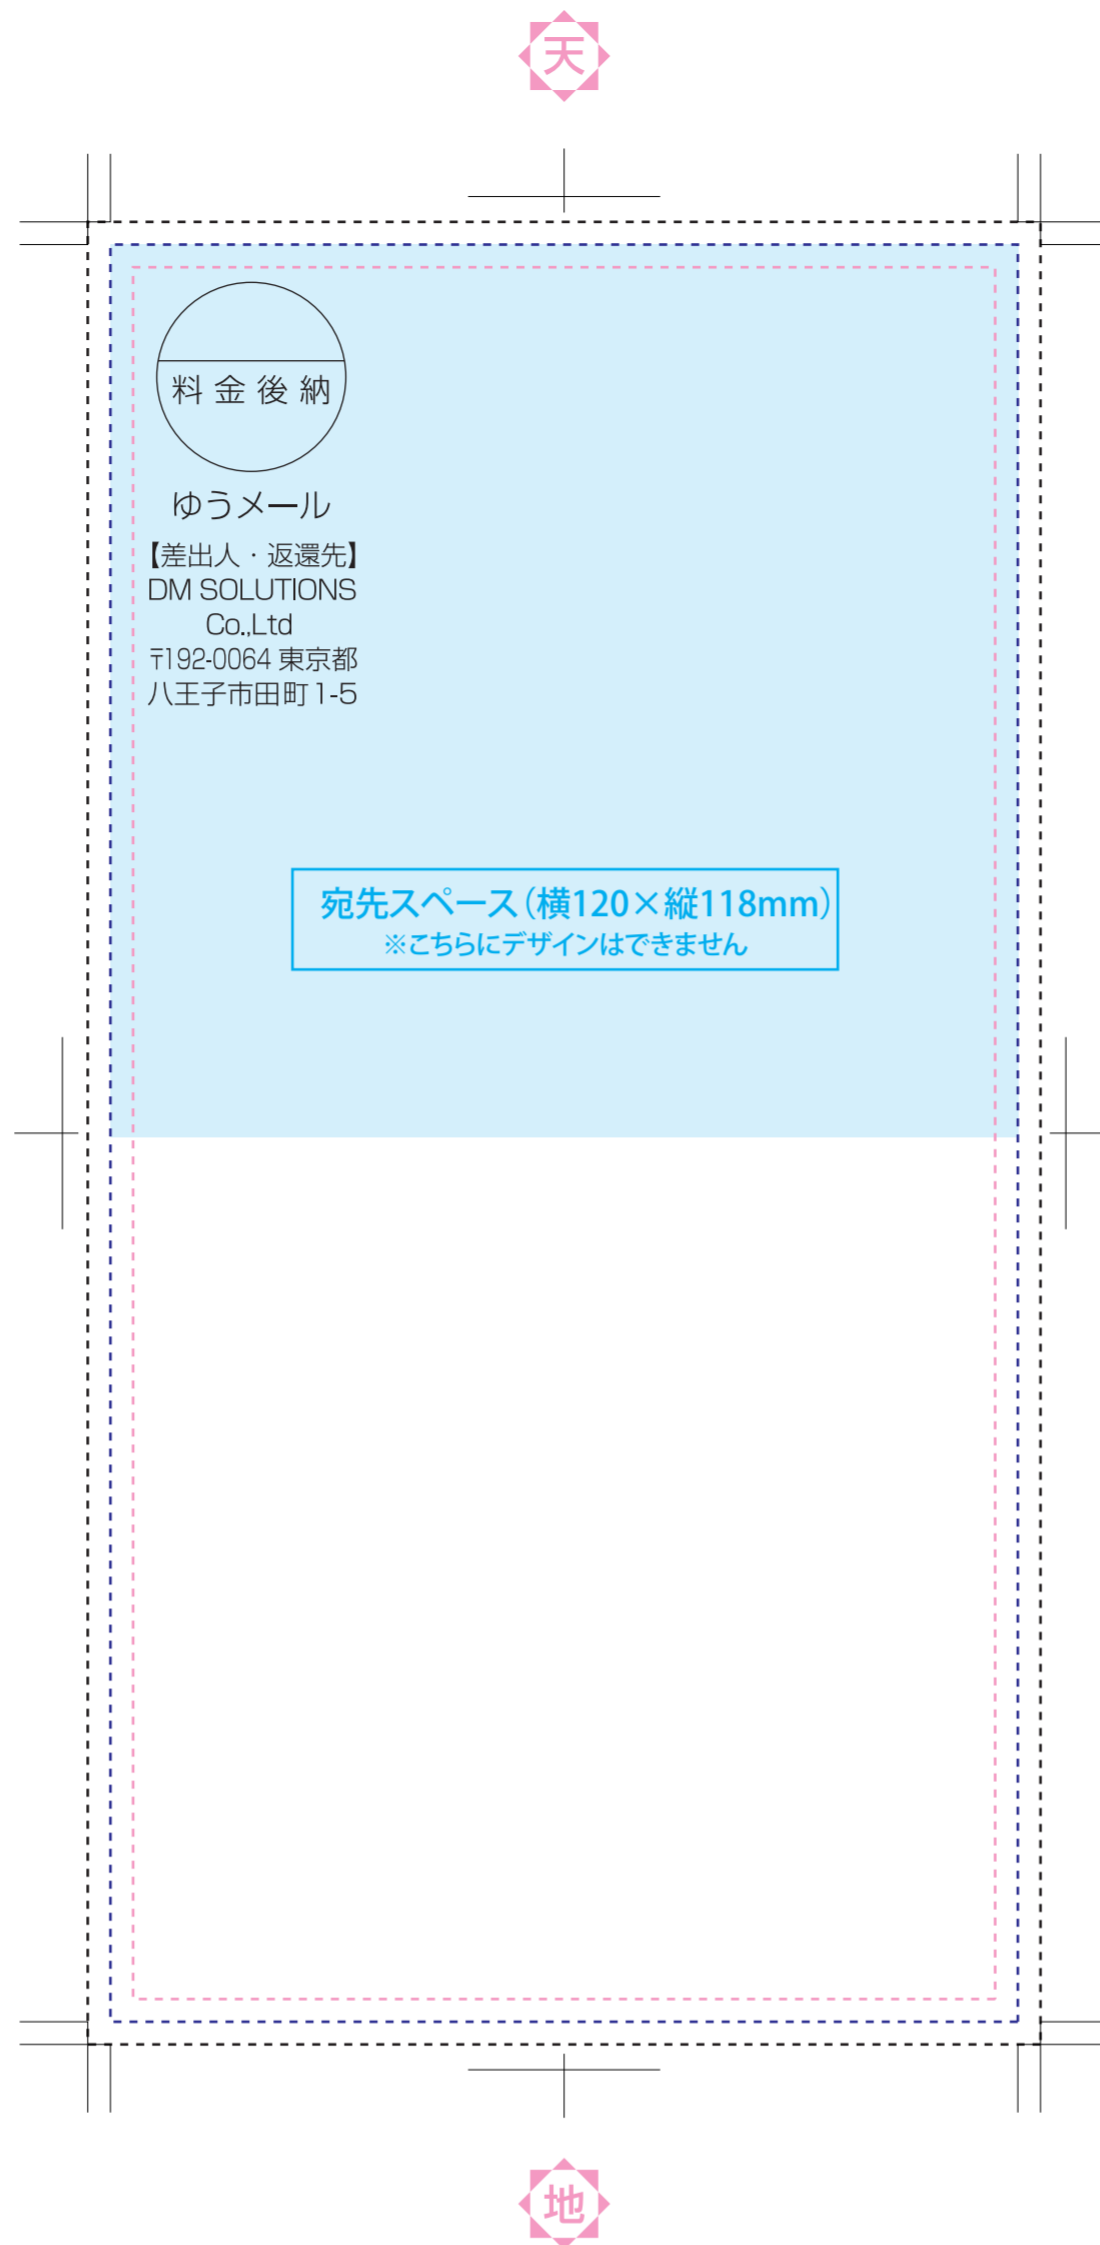 天
料金後納
ゆうメール
【差出人・返還先】
DM SOLUTIONS
Co.,Ltd
〒192-0064 東京都
八王子市田町1-5
宛先スペース（横120×縦118mm）
※こちらにデザインはできません
地